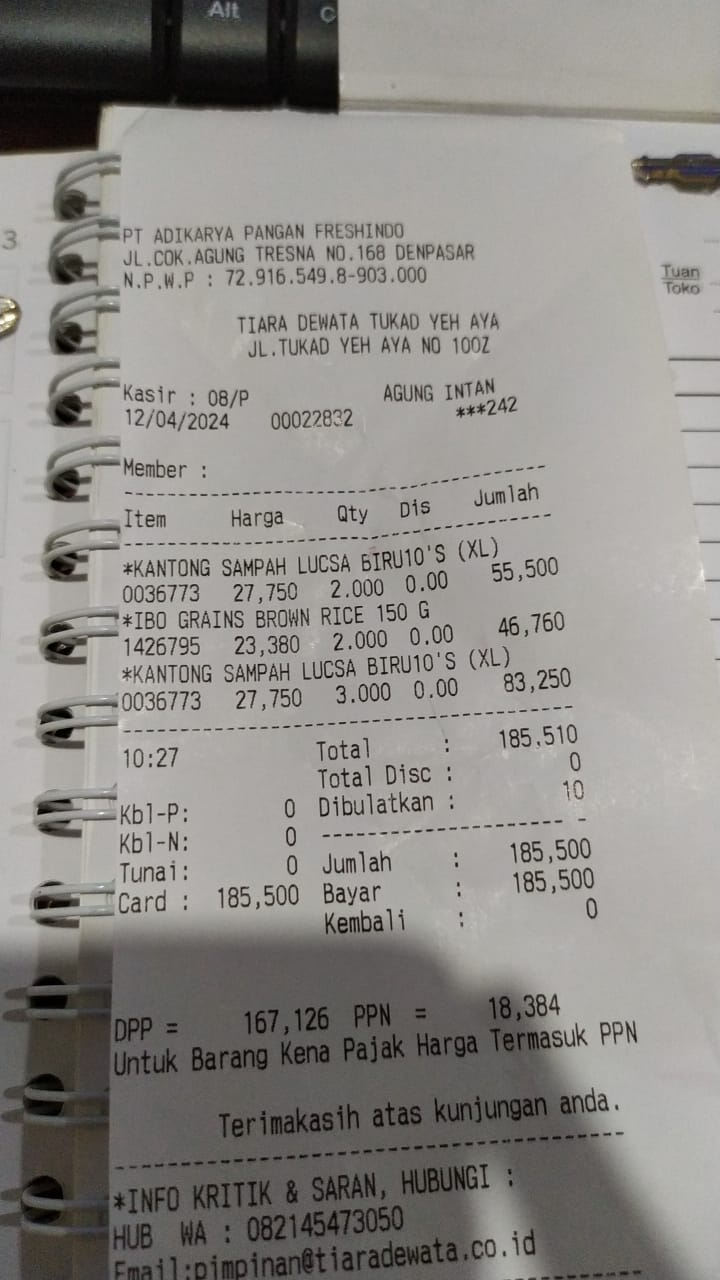 Alt
C
3
Tuan
Toko
PT ADIKARYA PANGAN FRESHINDO
JL.COK.AGUNG TRESNA NO.168 DENPASAR
N.P.W.P : 72.916.549.8-903.000
TIARA DEWATA TUKAD YEH AYA
JL.TUKAD YEH AYA NO 100Z
Kasir : 08/P AGUNG INTAN
12/04/2024 00022832 ***242
Member :
Item Harga Qty Dis Jumlah
*KANTONG SAMPAH LUCSA BIRU10'S (XL)
0036773 27,750 2.000 0.00 55,500
*IBO GRAINS BROWN RICE 150 G
1426795 23,380 2.000 0.00 46,760
*KANTONG SAMPAH LUCSA BIRU10'S (XL)
0036773 27,750 3.000 0.00 83,250
10:27 Total : 185,510
Total Disc : 0
Kbl-P: 0 Dibulatkan : 10
Kbl-N: 0
Tunai: 0 Jumlah : 185,500
Card : 185,500 Bayar : 185,500
Kembali : 0
DPP = 167,126 PPN = 18,384
Untuk Barang Kena Pajak Harga Termasuk PPN
Terimakasih atas kunjungan anda.
*INFO KRITIK & SARAN, HUBUNGI :
HUB WA : 082145473050
Email:pimpinan@tiaradewata.co.id